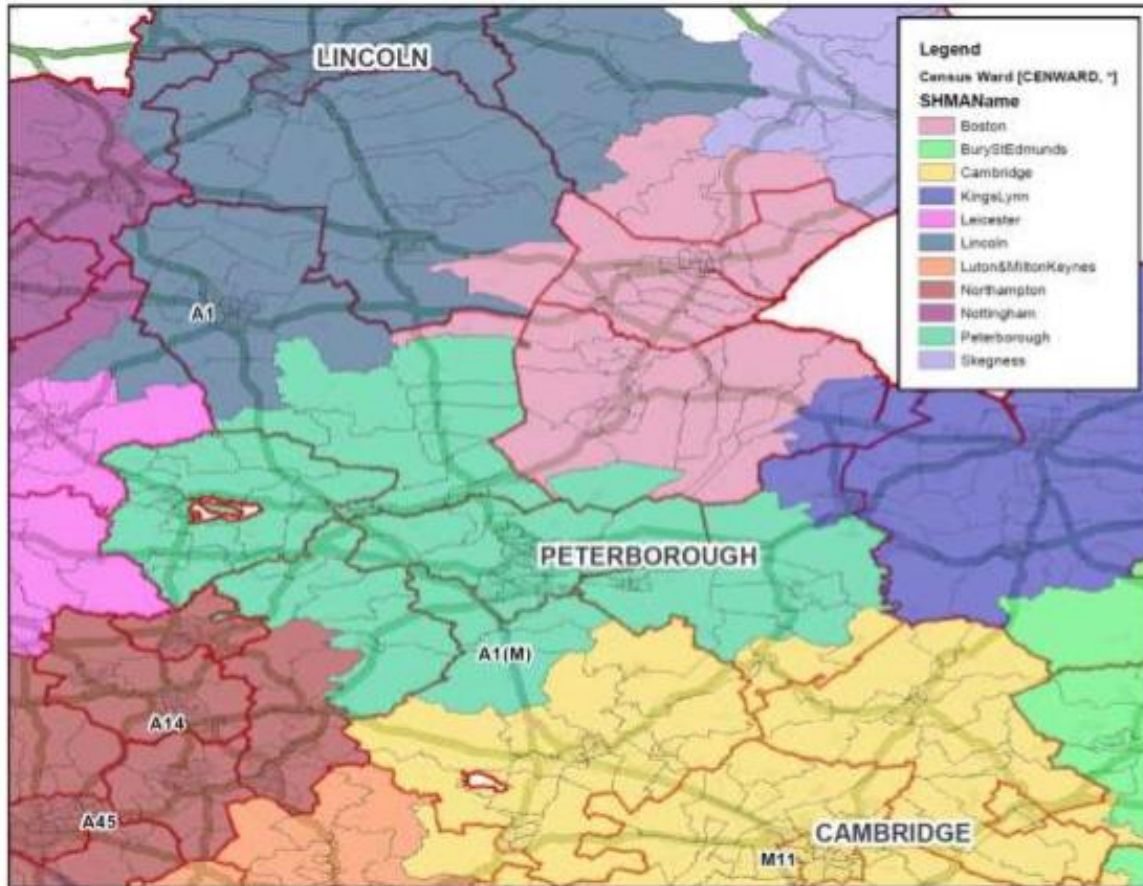 LINCOLN
Legend
Census Ward [CENWARD, *]
SHMAName
Boston
BuryStEdmunds
Cambridge
KingsLynn
Leicester
Lincoln
Luton&MiltonKeynes
Northampton
Nottingham
Peterborough
Skegness
A1
PETERBOROUGH
A1(M)
A14
A45
CAMBRIDGE
M11